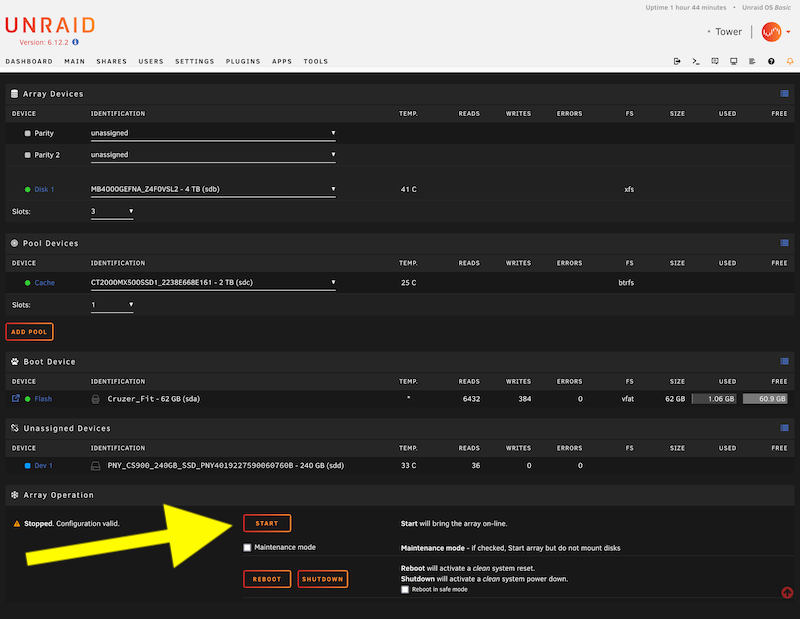 Uptime 1 hour 44 minutes • Unraid OS Basic
UNRAID
Version: 6.12.2
• Tower
DASHBOARD MAIN SHARES USERS SETTINGS PLUGINS APPS TOOLS
Array Devices
DEVICE IDENTIFICATION TEMP. READS WRITES ERRORS FS SIZE USED FREE
Parity unassigned
Parity 2 unassigned
Disk 1 MB4000GEFNA_Z4F0VSL2 - 4 TB (sdb) 41 C xfs
Slots: 3
Pool Devices
DEVICE IDENTIFICATION TEMP. READS WRITES ERRORS FS SIZE USED FREE
Cache CT2000MX500SSD1_2238E668E161 - 2 TB (sdc) 25 C btrfs
Slots: 1
ADD POOL
Boot Device
DEVICE IDENTIFICATION TEMP. READS WRITES ERRORS FS SIZE USED FREE
Flash Cruzer_Fit - 62 GB (sda) * 6432 384 0 vfat 62 GB 1.06 GB 60.9 GB
Unassigned Devices
DEVICE IDENTIFICATION TEMP. READS WRITES ERRORS FS SIZE USED FREE
Dev 1 PNY_CS900_240GB_SSD_PNY4019227590060760B - 240 GB (sdd) 33 C 36 0 0
Array Operation
Stopped. Configuration valid. START Start will bring the array on-line.
Maintenance mode Maintenance mode - if checked, Start array but do not mount disks
REBOOT SHUTDOWN Reboot will activate a clean system reset.
Shutdown will activate a clean system power down.
Reboot in safe mode